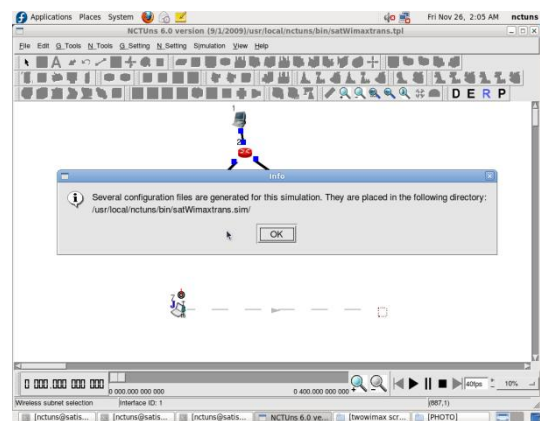 Applications Places System Fri Nov 26, 2:05 AM nctuns
NCTUns 6.0 version (9/1/2009)/usr/local/nctuns/bin/satWimaxtrans.tpl
File Edit G_Tools N_Tools G_Setting N_Setting Simulation View Help
D E R P
1
2
Info
Several configuration files are generated for this simulation. They are placed in the following directory:
/usr/local/nctuns/bin/satWimaxtrans.sim/
OK
7
0 000 000 000 000
0 000.000 000 000
0 400.000 000 000
40fps
10%
Wireless subnet selection Interface ID: 1 (887,1)
[nctuns@satis... [nctuns@satis... [nctuns@satis... NCTUns 6.0 ve... [twowimax scr... [PHOTO]